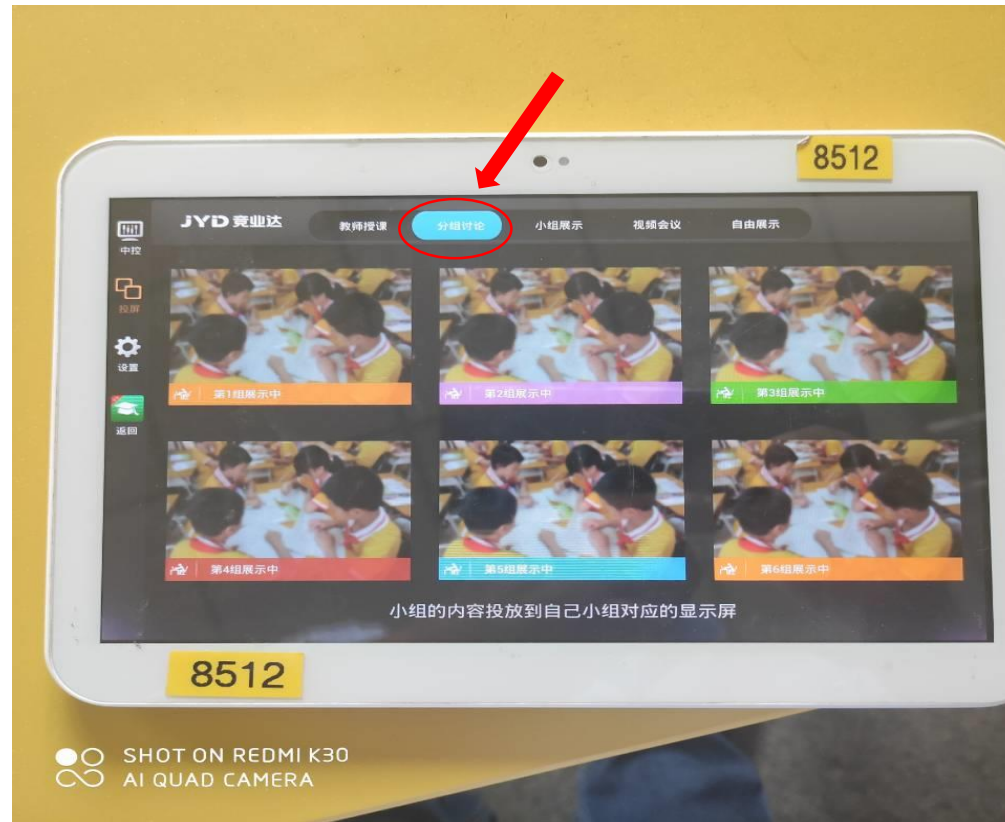 8512
JYD 竞业达
教师授课 分组讨论 小组展示 视频会议 自由展示
中控
投屏
设置
返回
第1组展示中 第2组展示中 第3组展示中
第4组展示中 第5组展示中 第6组展示中
小组的内容投放到自己小组对应的显示屏
8512
SHOT ON REDMI K30
AI QUAD CAMERA